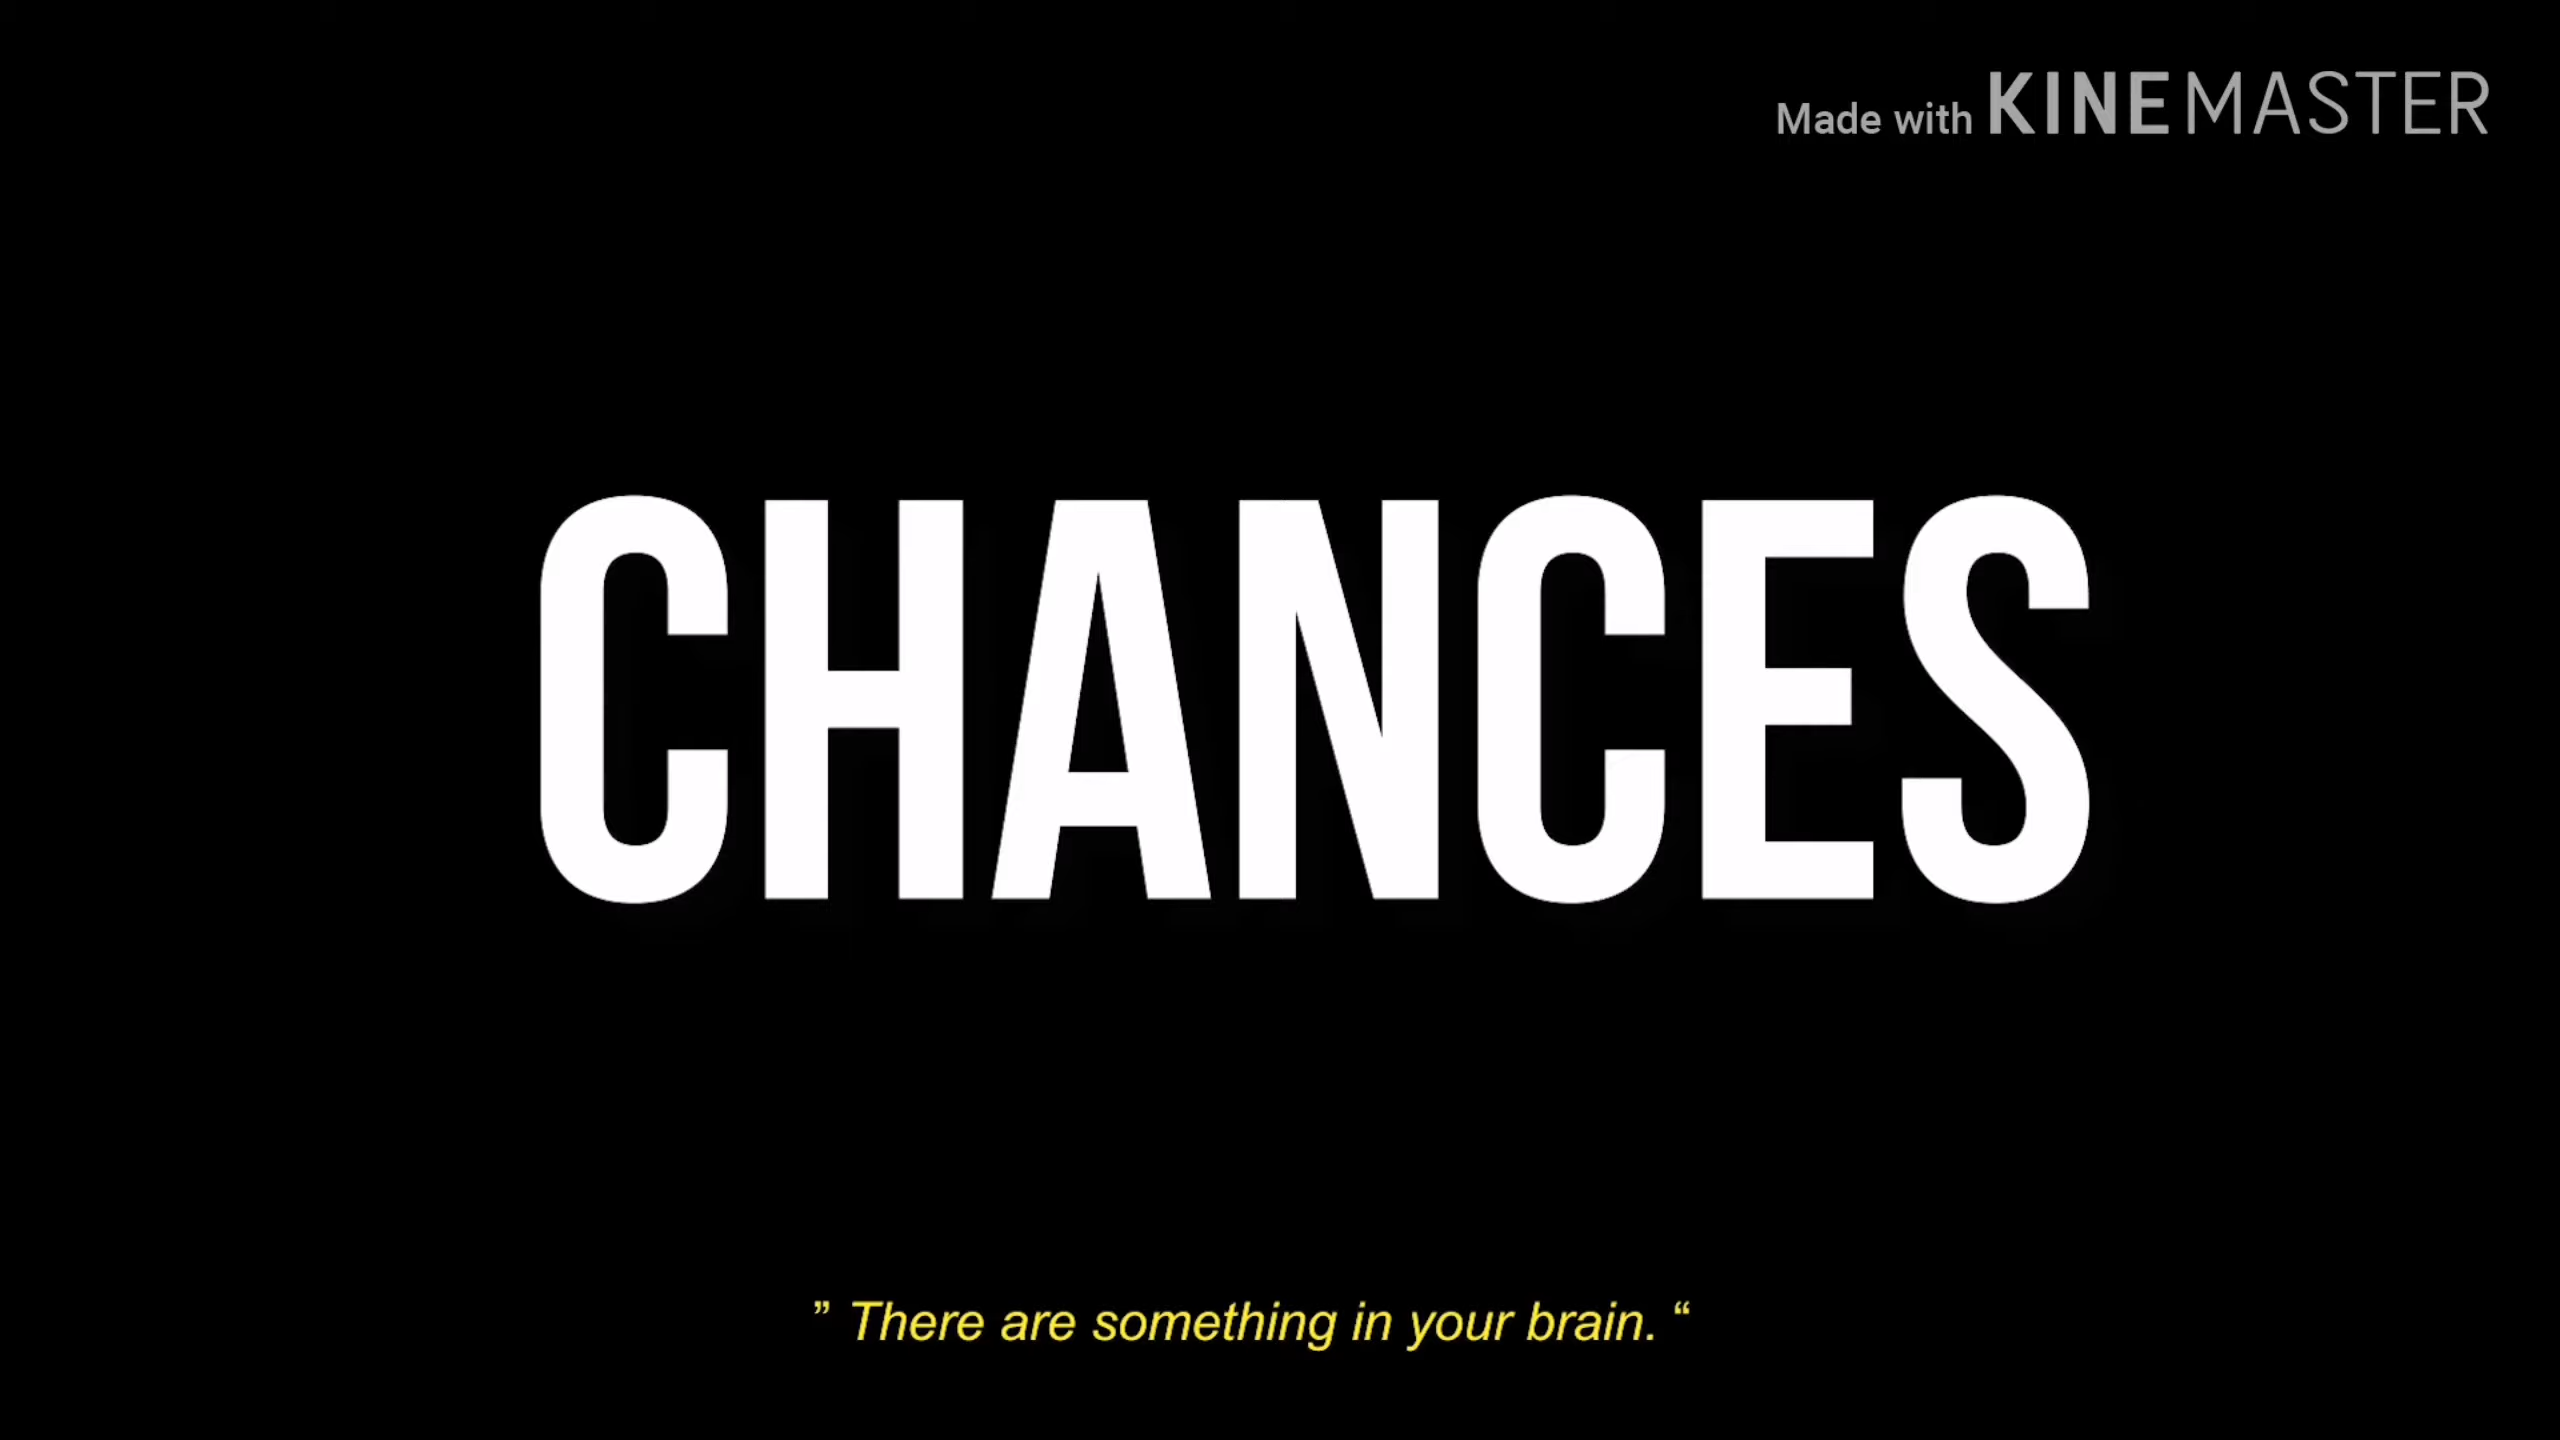 Made with KINEMASTER
CHANCES
” There are something in your brain. “